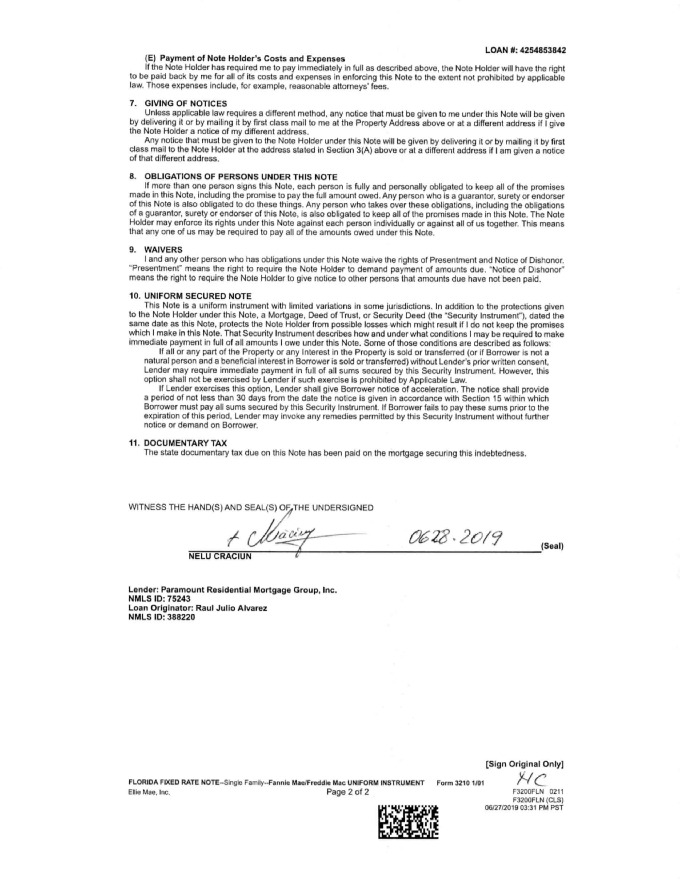 LOAN #: 4254853842
(E) Payment of Note Holder's Costs and Expenses
If the Note Holder has required me to pay immediately in full as described above, the Note Holder will have the right
to be paid back by me for all of its costs and expenses in enforcing this Note to the extent not prohibited by applicable
law. Those expenses include, for example, reasonable attorneys' fees.
7. GIVING OF NOTICES
Unless applicable law requires a different method, any notice that must be given to me under this Note will be given
by delivering it or by mailing it by first class mail to me at the Property Address above or at a different address if I give
the Note Holder a notice of my different address.
Any notice that must be given to the Note Holder under this Note will be given by delivering it or by mailing it by first
class mail to the Note Holder at the address stated in Section 3(A) above or at a different address if I am given a notice
of that different address.
8. OBLIGATIONS OF PERSONS UNDER THIS NOTE
If more than one person signs this Note, each person is fully and personally obligated to keep all of the promises
made in this Note, including the promise to pay the full amount owed. Any person who is a guarantor, surety or endorser
of this Note is also obligated to do these things. Any person who takes over these obligations, including the obligations
of a guarantor, surety or endorser of this Note, is also obligated to keep all of the promises made in this Note. The Note
Holder may enforce its rights under this Note against each person individually or against all of us together. This means
that any one of us may be required to pay all of the amounts owed under this Note.
9. WAIVERS
I and any other person who has obligations under this Note waive the rights of Presentment and Notice of Dishonor.
"Presentment" means the right to require the Note Holder to demand payment of amounts due. "Notice of Dishonor"
means the right to require the Note Holder to give notice to other persons that amounts due have not been paid.
10. UNIFORM SECURED NOTE
This Note is a uniform instrument with limited variations in some jurisdictions. In addition to the protections given
to the Note Holder under this Note, a Mortgage, Deed of Trust, or Security Deed (the "Security Instrument"), dated the
same date as this Note, protects the Note Holder from possible losses which might result if I do not keep the promises
which I make in this Note. That Security Instrument describes how and under what conditions I may be required to make
immediate payment in full of all amounts I owe under this Note. Some of those conditions are described as follows:
If all or any part of the Property or any Interest in the Property is sold or transferred (or if Borrower is not a
natural person and a beneficial interest in Borrower is sold or transferred) without Lender's prior written consent,
Lender may require immediate payment in full of all sums secured by this Security Instrument. However, this
option shall not be exercised by Lender if such exercise is prohibited by Applicable Law.
If Lender exercises this option, Lender shall give Borrower notice of acceleration. The notice shall provide
a period of not less than 30 days from the date the notice is given in accordance with Section 15 within which
Borrower must pay all sums secured by this Security Instrument. If Borrower fails to pay these sums prior to the
expiration of this period, Lender may invoke any remedies permitted by this Security Instrument without further
notice or demand on Borrower.
11. DOCUMENTARY TAX
The state documentary tax due on this Note has been paid on the mortgage securing this indebtedness.
WITNESS THE HAND(S) AND SEAL(S) OF THE UNDERSIGNED
0628-2019 (Seal)
NELU CRACIUN
Lender: Paramount Residential Mortgage Group, Inc.
NMLS ID: 75243
Loan Originator: Raul Julio Alvarez
NMLS ID: 388220
[Sign Original Only]
FLORIDA FIXED RATE NOTE--Single Family--Fannie Mae/Freddie Mac UNIFORM INSTRUMENT Form 3210 1/01
NC
Ellie Mae, Inc. Page 2 of 2 F3200FLN 0211
F3200FLN (CLS)
06/27/2019 03:31 PM PST